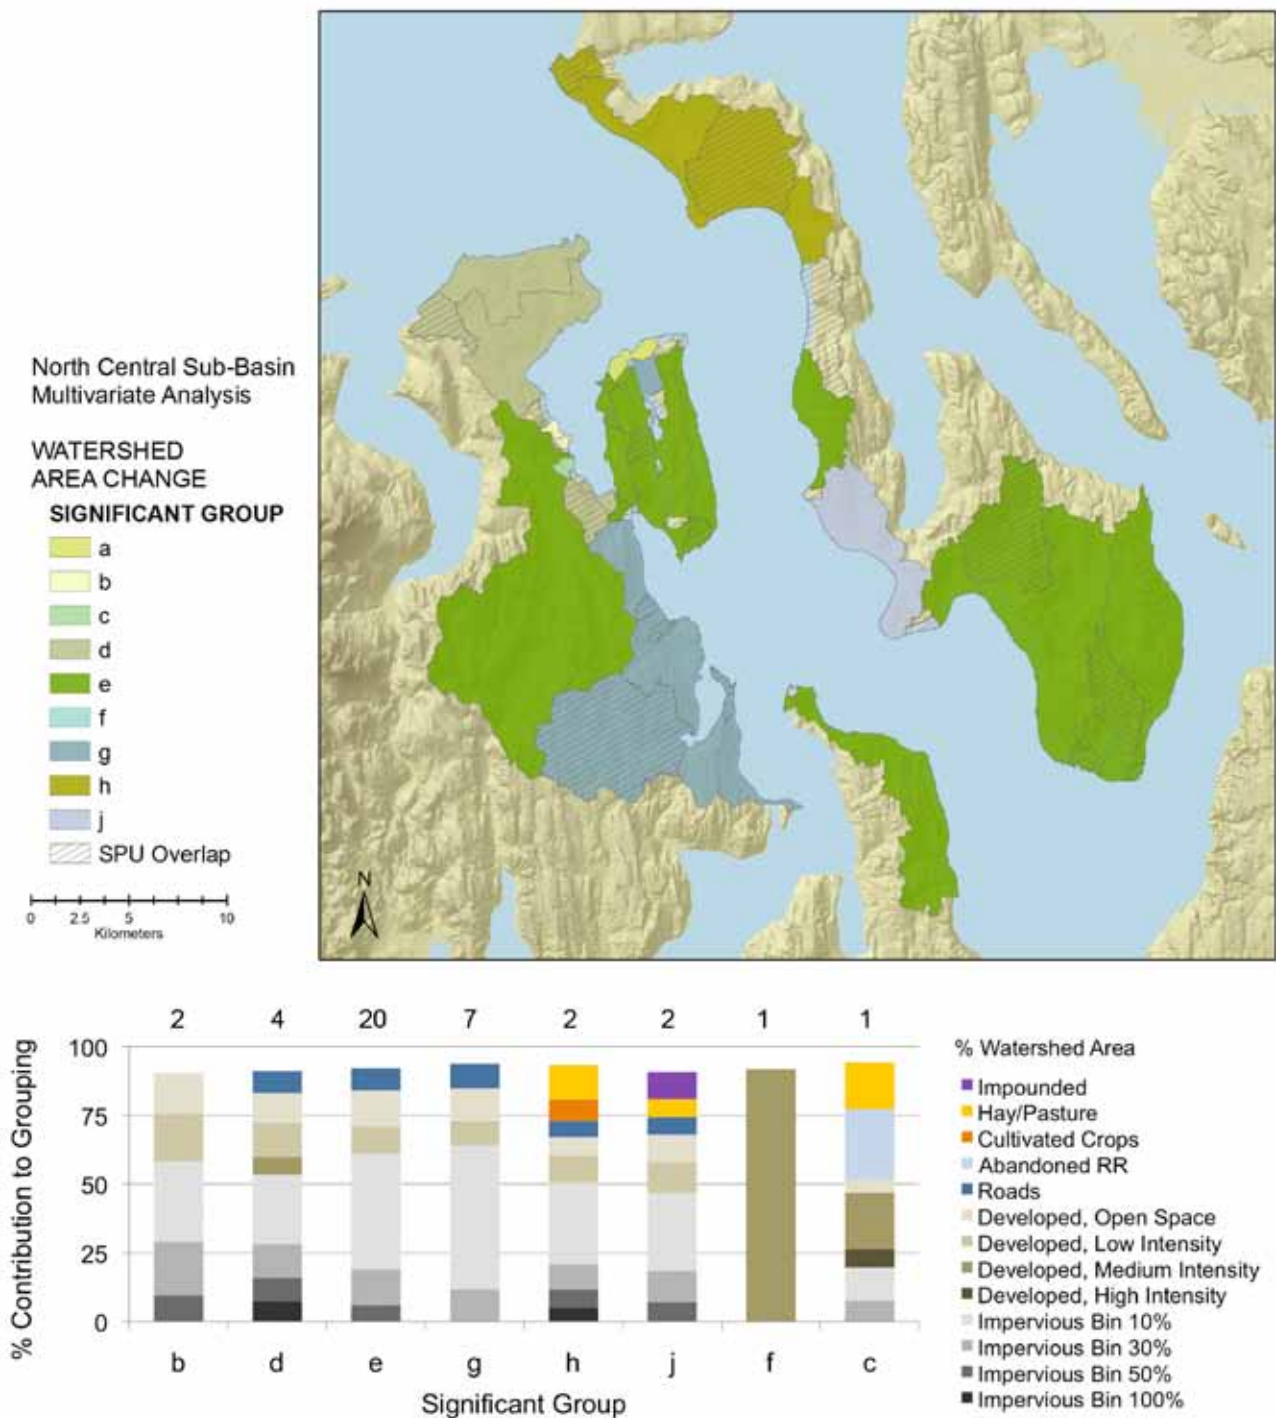 North Central Sub-Basin
Multivariate Analysis
WATERSHED
AREA CHANGE
SIGNIFICANT GROUP
a
b
c
d
e
f
g
h
j
SPU Overlap
N
0 2.5 5 10
Kilometers
2 4 20 7 2 2 1 1
% Contribution to Grouping
100
75
50
25
0
b d e g h j f c
Significant Group
% Watershed Area
Impounded
Hay/Pasture
Cultivated Crops
Abandoned RR
Roads
Developed, Open Space
Developed, Low Intensity
Developed, Medium Intensity
Developed, High Intensity
Impervious Bin 10%
Impervious Bin 30%
Impervious Bin 50%
Impervious Bin 100%